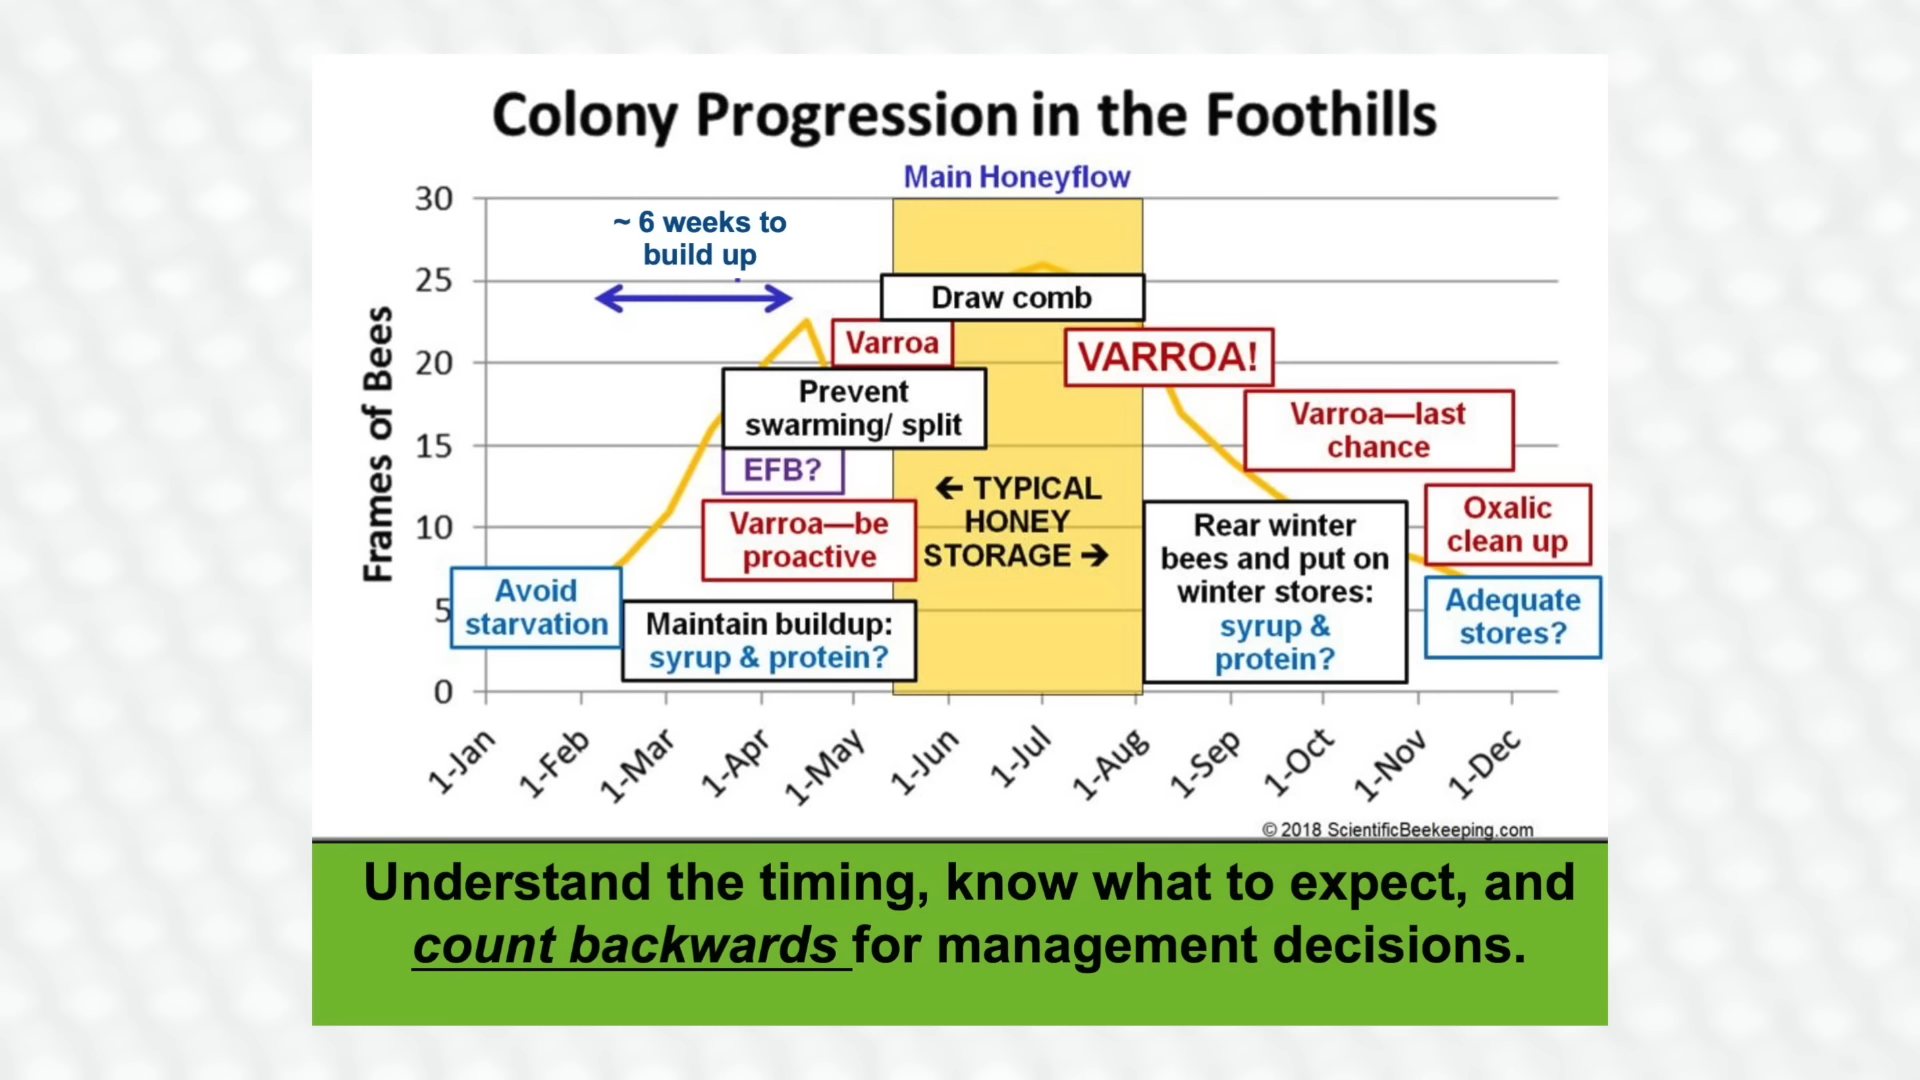 Colony Progression in the Foothills
Main Honeyflow
30
25
20
15
10
5
0
Frames of Bees
~ 6 weeks to
build up
Draw comb
Varroa
VARROA!
Prevent
swarming/ split
Varroa—last
chance
EFB?
← TYPICAL
HONEY
STORAGE →
Varroa—be
proactive
Rear winter
bees and put on
winter stores:
syrup &
protein?
Oxalic
clean up
Avoid
starvation
Maintain buildup:
syrup & protein?
Adequate
stores?
1-Jan
1-Feb
1-Mar
1-Apr
1-May
1-Jun
1-Jul
1-Aug
1-Sep
1-Oct
1-Nov
1-Dec
© 2018 ScientificBeekeeping.com
Understand the timing, know what to expect, and
count backwards for management decisions.